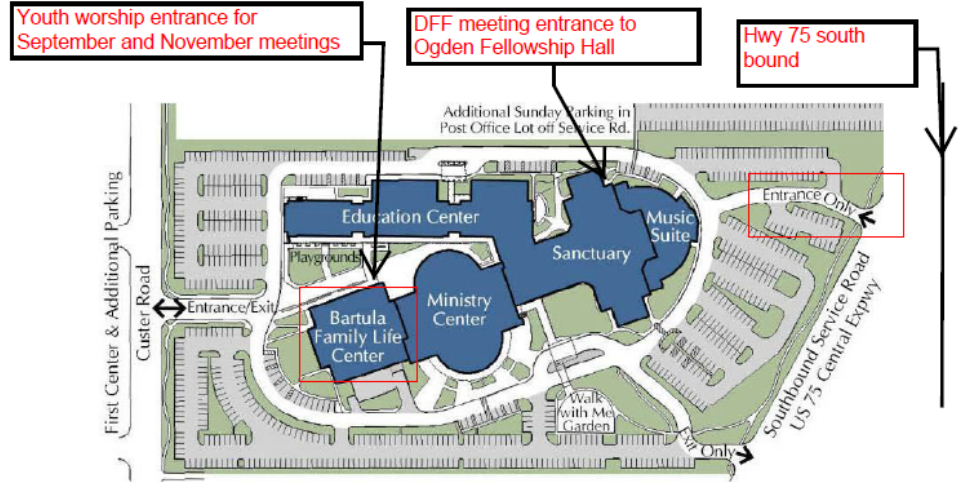 Youth worship entrance for
September and November meetings
DFF meeting entrance to
Ogden Fellowship Hall
Hwy 75 south
bound
Additional Sunday Parking in
Post Office Lot off Service Rd.
Education Center
Music
Suite
Entrance Only
Sanctuary
Playgrounds
Ministry
Center
Bartula
Family Life
Center
Entrance/Exit
Custer Road
First Center & Additional Parking
Southbound Service Road
US 75 Central Expwy
Walk
with Me
Garden
Exit Only